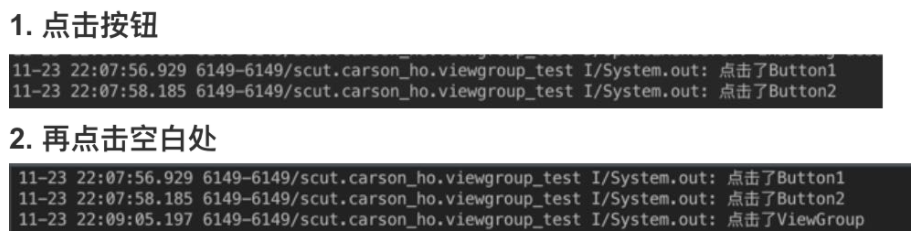 1. 点击按钮
11-23 22:07:56.929 6149-6149/scut.carson_ho.viewgroup_test I/System.out: 点击了Button1
11-23 22:07:58.185 6149-6149/scut.carson_ho.viewgroup_test I/System.out: 点击了Button2
2. 再点击空白处
11-23 22:07:56.929 6149-6149/scut.carson_ho.viewgroup_test I/System.out: 点击了Button1
11-23 22:07:58.185 6149-6149/scut.carson_ho.viewgroup_test I/System.out: 点击了Button2
11-23 22:09:05.197 6149-6149/scut.carson_ho.viewgroup_test I/System.out: 点击了ViewGroup